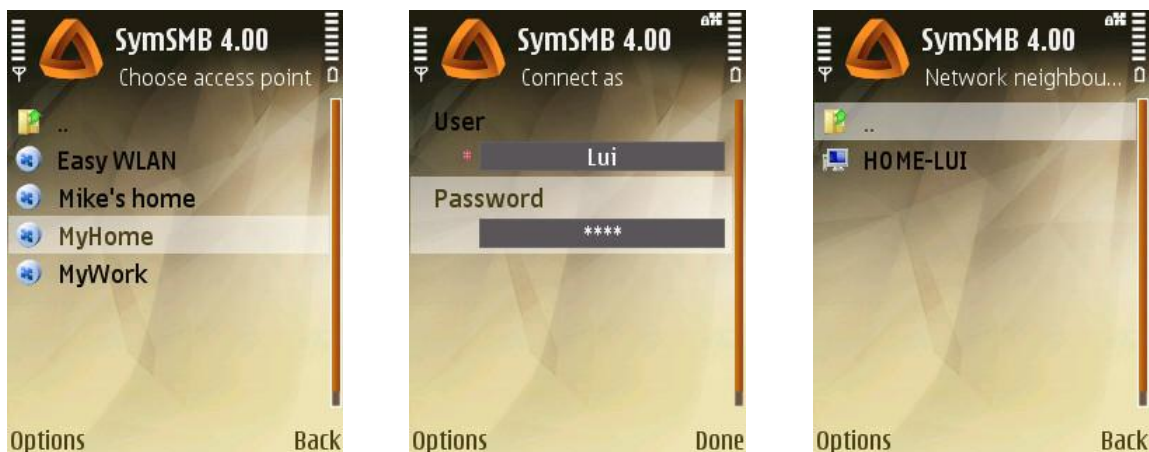 SymSMB 4.00
Choose access point
..
Easy WLAN
Mike's home
MyHome
MyWork
Options Back
SymSMB 4.00
Connect as
User
* Lui
Password
****
Options Done
SymSMB 4.00
Network neighbou...
..
HOME-LUI
Options Back